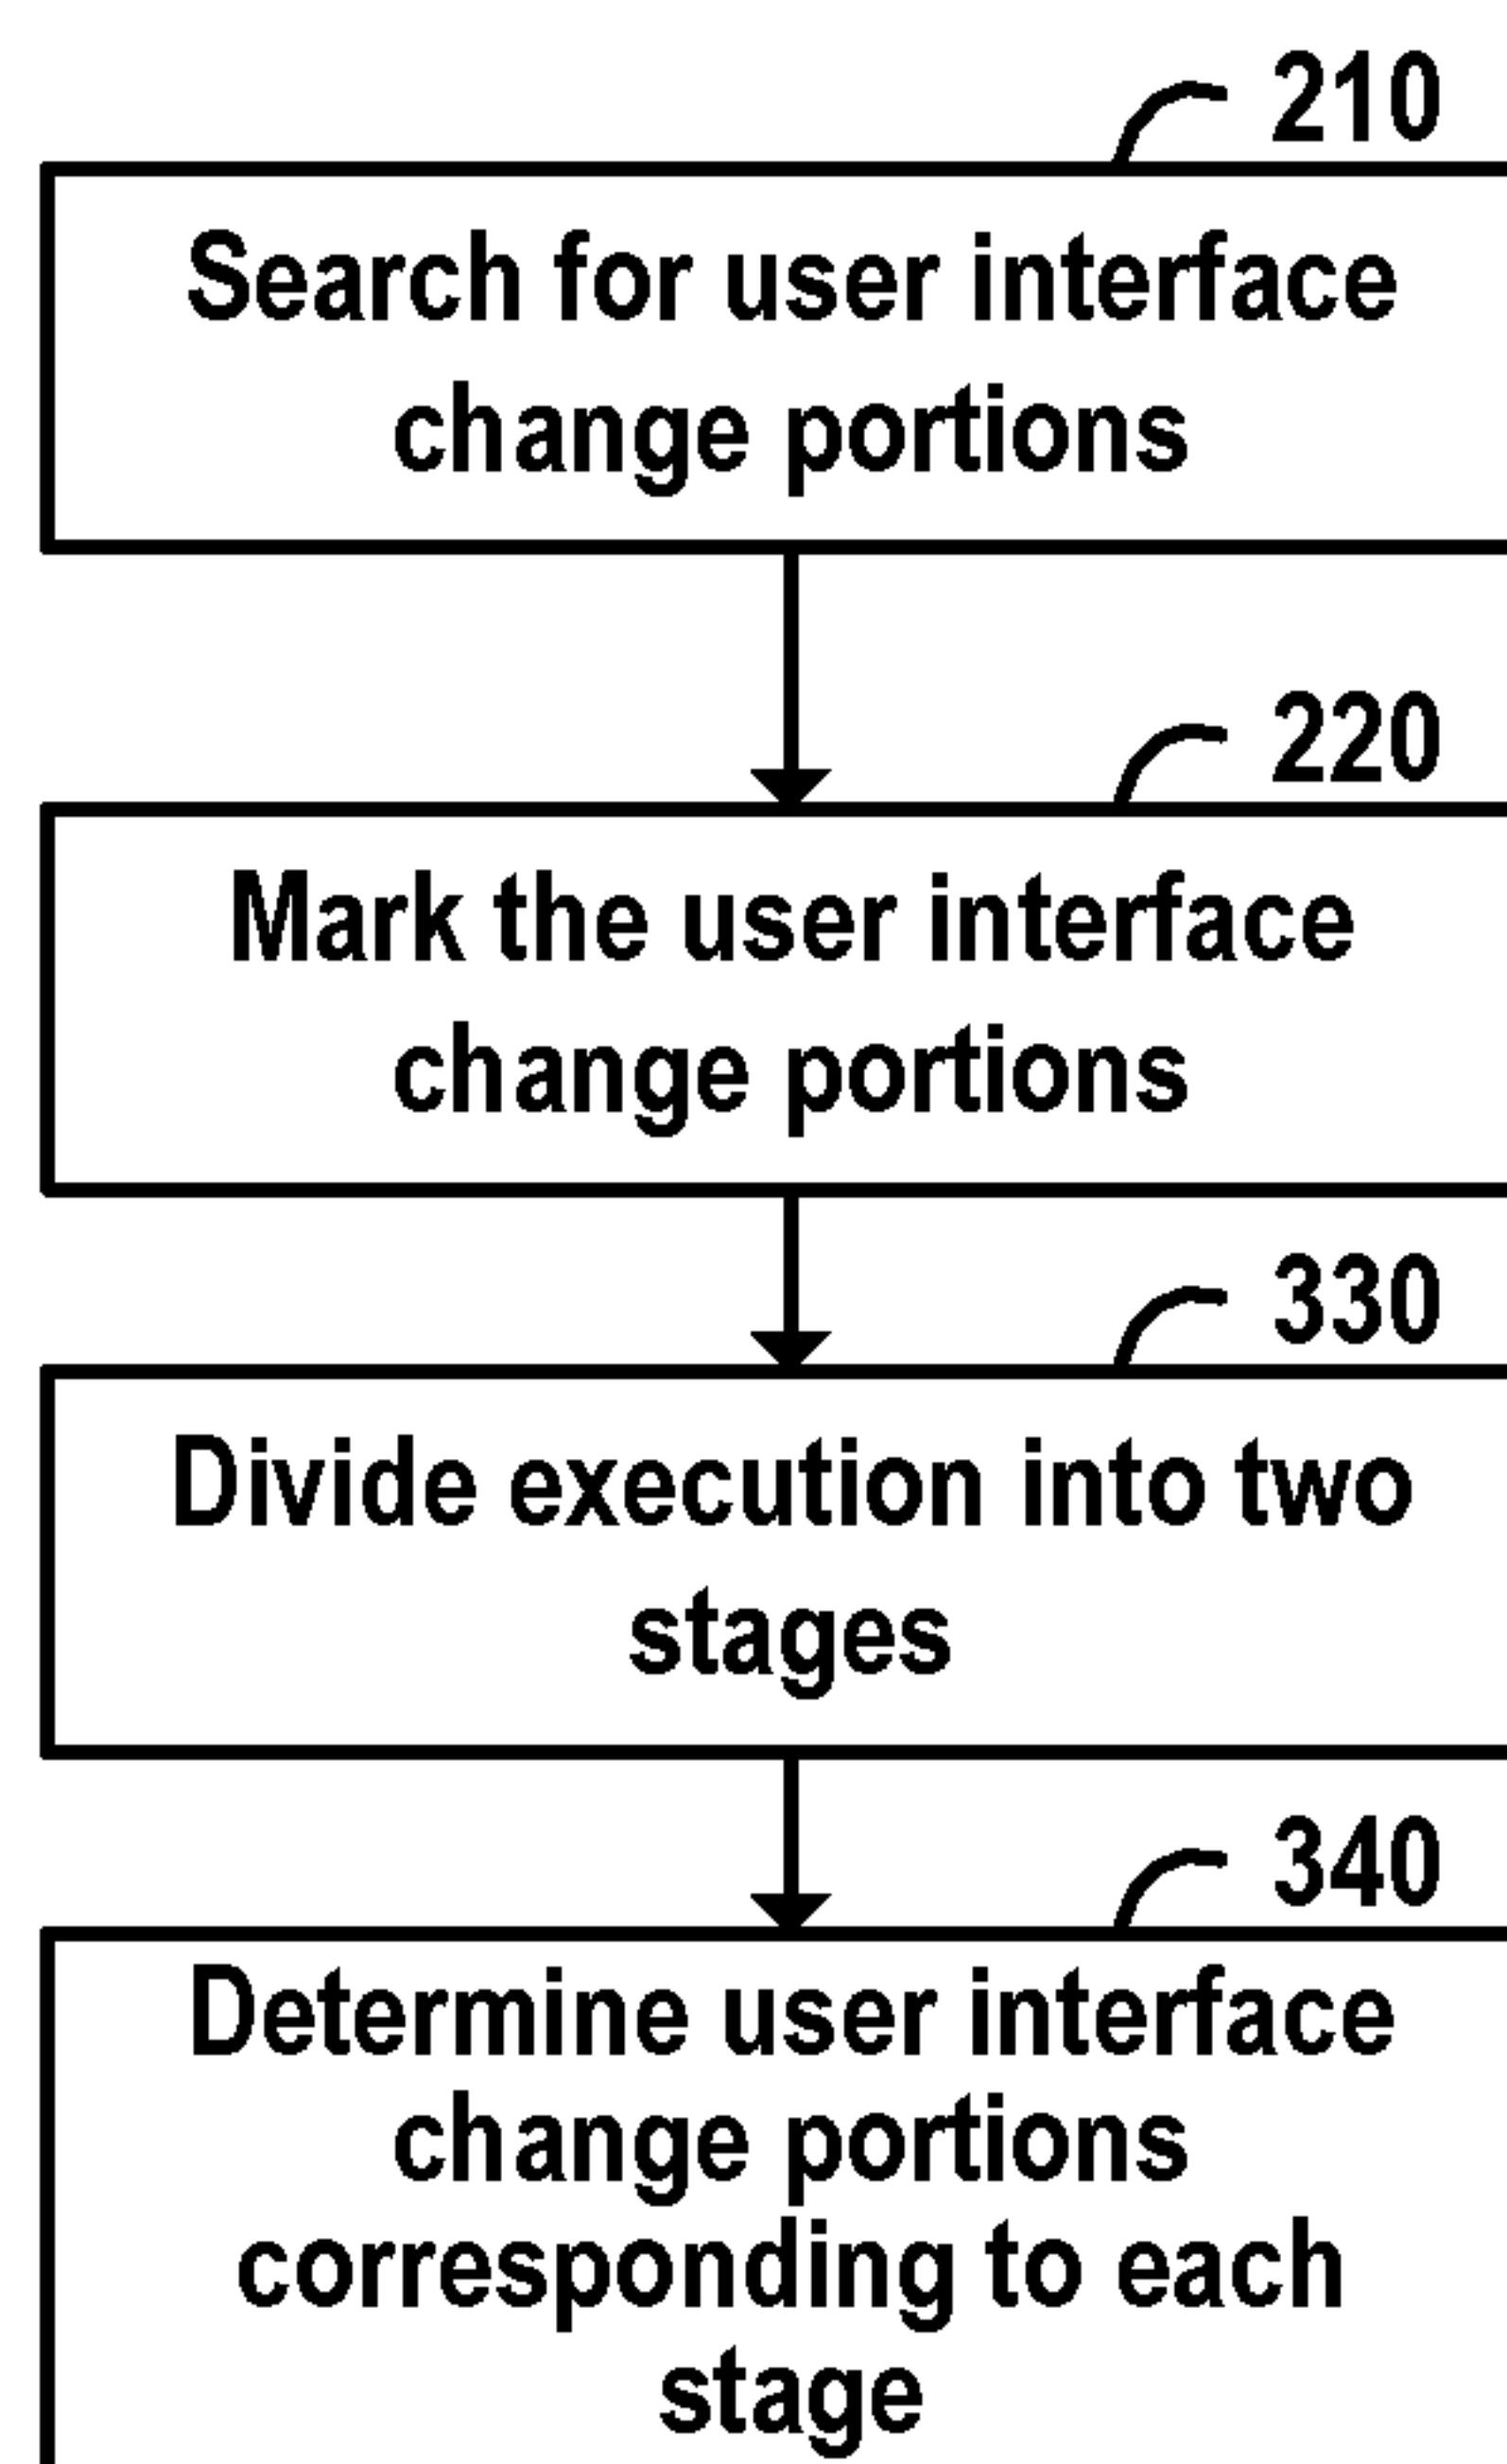 210
Search for user interface
change portions
220
Mark the user interface
change portions
330
Divide execution into two
stages
340
Determine user interface
change portions
corresponding to each
stage